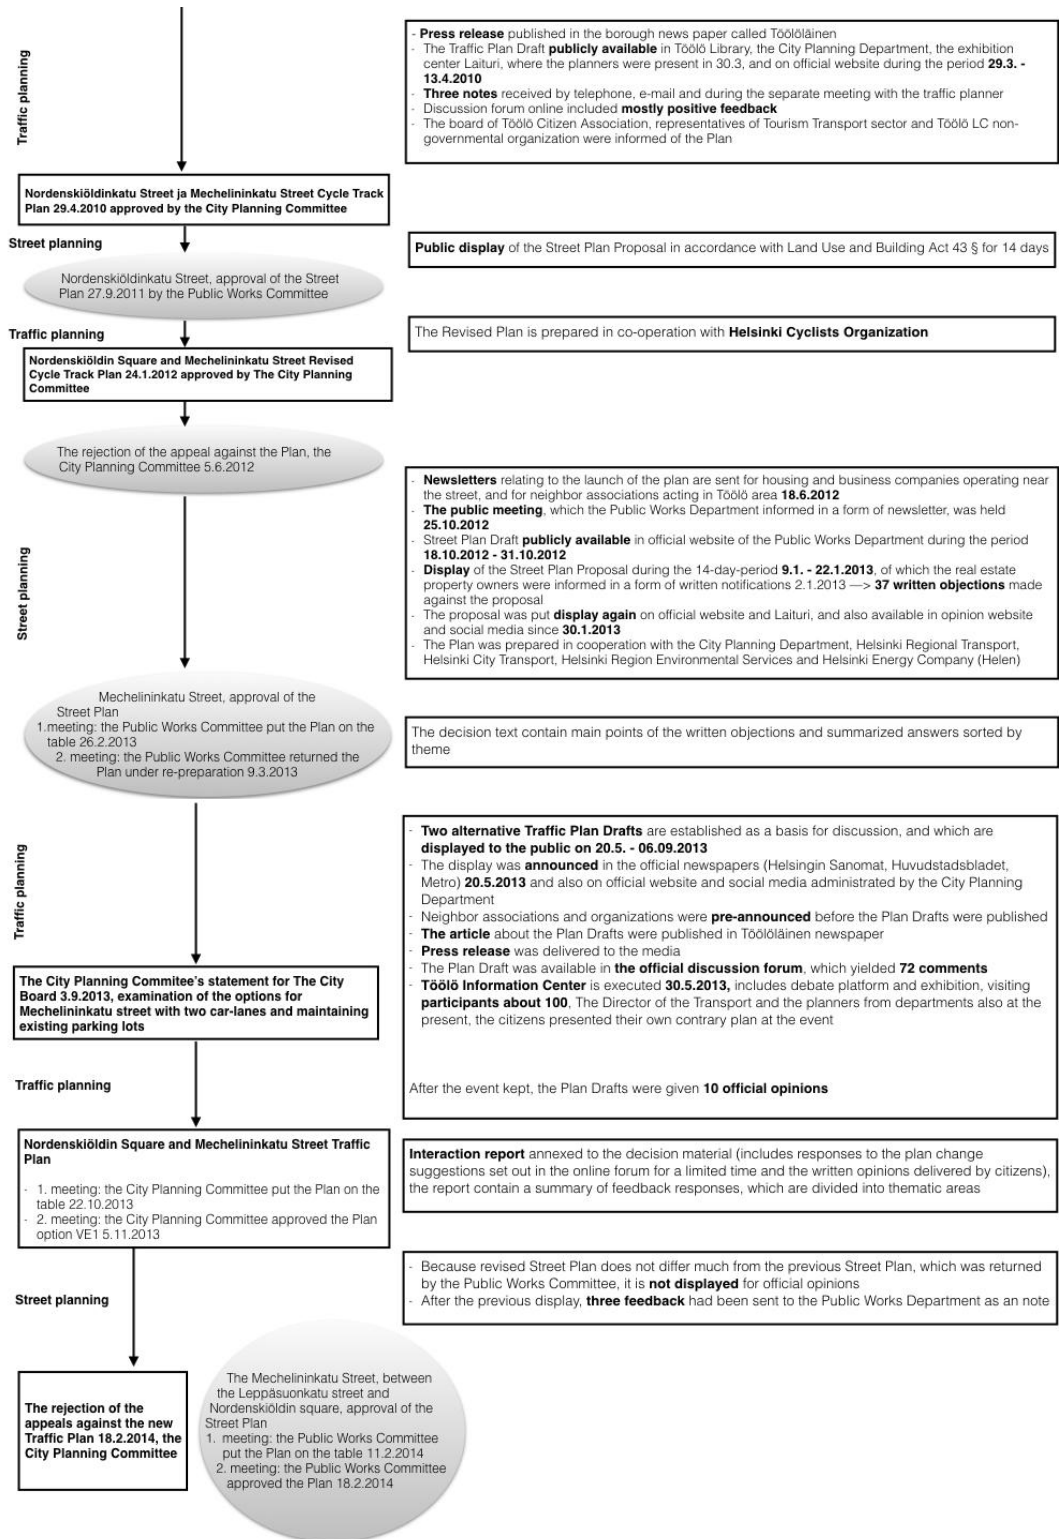 Traffic planning
- Press release published in the borough news paper called Töölöläinen
- The Traffic Plan Draft publicly available in Töölö Library, the City Planning Department, the exhibition
center Laituri, where the planners were present in 30.3, and on official website during the period 29.3. -
13.4.2010
- Three notes received by telephone, e-mail and during the separate meeting with the traffic planner
- Discussion forum online included mostly positive feedback
- The board of Töölö Citizen Association, representatives of Tourism Transport sector and Töölö LC non-
governmental organization were informed of the Plan
Nordenskiöldinkatu Street ja Mechelininkatu Street Cycle Track
Plan 29.4.2010 approved by the City Planning Committee
Street planning
Public display of the Street Plan Proposal in accordance with Land Use and Building Act 43 § for 14 days
Nordenskiöldinkatu Street, approval of the Street
Plan 27.9.2011 by the Public Works Committee
Traffic planning
The Revised Plan is prepared in co-operation with Helsinki Cyclists Organization
Nordenskiöldin Square and Mechelininkatu Street Revised
Cycle Track Plan 24.1.2012 approved by The City Planning
Committee
The rejection of the appeal against the Plan, the
City Planning Committee 5.6.2012
Street planning
- Newsletters relating to the launch of the plan are sent for housing and business companies operating near
the street, and for neighbor associations acting in Töölö area 18.6.2012
- The public meeting, which the Public Works Department informed in a form of newsletter, was held
25.10.2012
- Street Plan Draft publicly available in official website of the Public Works Department during the period
18.10.2012 - 31.10.2012
- Display of the Street Plan Proposal during the 14-day-period 9.1. - 22.1.2013, of which the real estate
property owners were informed in a form of written notifications 2.1.2013 —> 37 written objections made
against the proposal
- The proposal was put display again on official website and Laituri, and also available in opinion website
and social media since 30.1.2013
- The Plan was prepared in cooperation with the City Planning Department, Helsinki Regional Transport,
Helsinki City Transport, Helsinki Region Environmental Services and Helsinki Energy Company (Helen)
Mechelininkatu Street, approval of the
Street Plan
1.meeting: the Public Works Committee put the Plan on the
table 26.2.2013
2. meeting: the Public Works Committee returned the
Plan under re-preparation 9.3.2013
The decision text contain main points of the written objections and summarized answers sorted by
theme
Traffic planning
- Two alternative Traffic Plan Drafts are established as a basis for discussion, and which are
displayed to the public on 20.5. - 06.09.2013
- The display was announced in the official newspapers (Helsingin Sanomat, Huvudstadsbladet,
Metro) 20.5.2013 and also on official website and social media administrated by the City Planning
Department
- Neighbor associations and organizations were pre-announced before the Plan Drafts were published
- The article about the Plan Drafts were published in Töölöläinen newspaper
- Press release was delivered to the media
- The Plan Draft was available in the official discussion forum, which yielded 72 comments
- Töölö Information Center is executed 30.5.2013, includes debate platform and exhibition, visiting
participants about 100, The Director of the Transport and the planners from departments also at the
present, the citizens presented their own contrary plan at the event
After the event kept, the Plan Drafts were given 10 official opinions
The City Planning Commitee's statement for The City
Board 3.9.2013, examination of the options for
Mechelininkatu street with two car-lanes and maintaining
existing parking lots
Traffic planning
Nordenskiöldin Square and Mechelininkatu Street Traffic
Plan
- 1. meeting: the City Planning Committee put the Plan on the
table 22.10.2013
- 2. meeting: the City Planning Committee approved the Plan
option VE1 5.11.2013
Interaction report annexed to the decision material (includes responses to the plan change
suggestions set out in the online forum for a limited time and the written opinions delivered by citizens),
the report contain a summary of feedback responses, which are divided into thematic areas
Street planning
- Because revised Street Plan does not differ much from the previous Street Plan, which was returned
by the Public Works Committee, it is not displayed for official opinions
- After the previous display, three feedback had been sent to the Public Works Department as an note
The rejection of the
appeals against the new
Traffic Plan 18.2.2014, the
City Planning Committee
The Mechelininkatu Street, between
the Leppäsuonkatu street and
Nordenskiöldin square, approval of the
Street Plan
1. meeting: the Public Works Committee
put the Plan on the table 11.2.2014
2. meeting: the Public Works Committee
approved the Plan 18.2.2014